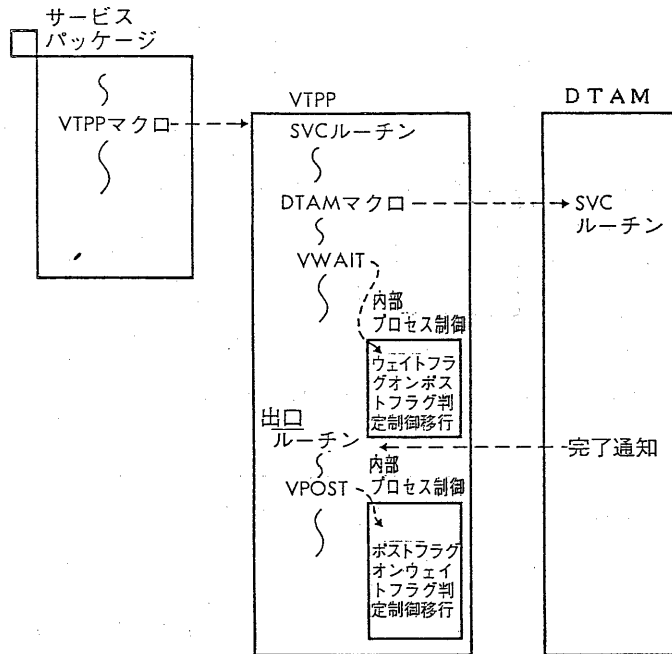 サービス
パッケージ
VTPPマクロ
VTPP
SVCルーチン
DTAMマクロ
VWAIT
内部
プロセス制御
ウェイトフラ
グオンポス
トフラグ判
定制御移行
出口
ルーチン
内部
プロセス制御
VPOST
ポストフラグ
オンウェイ
トフラグ判
定制御移行
DTAM
SVC
ルーチン
完了通知